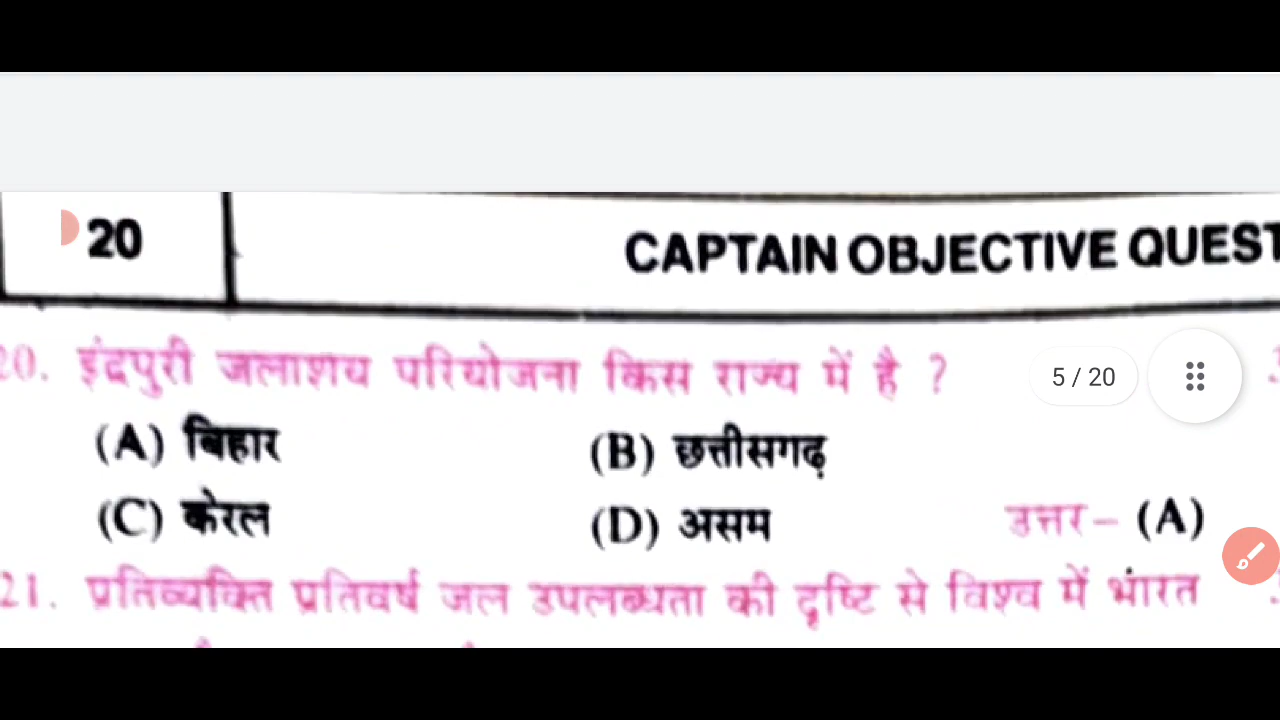 20
CAPTAIN OBJECTIVE QUEST
20. इंद्रपुरी जलाशय परियोजना किस राज्य में है ?
5 / 20
(A) बिहार (B) छत्तीसगढ़
(C) केरल (D) असम उत्तर– (A)
21. प्रतिव्यक्ति प्रतिवर्ष जल उपलब्धता की दृष्टि से विश्व में भारत